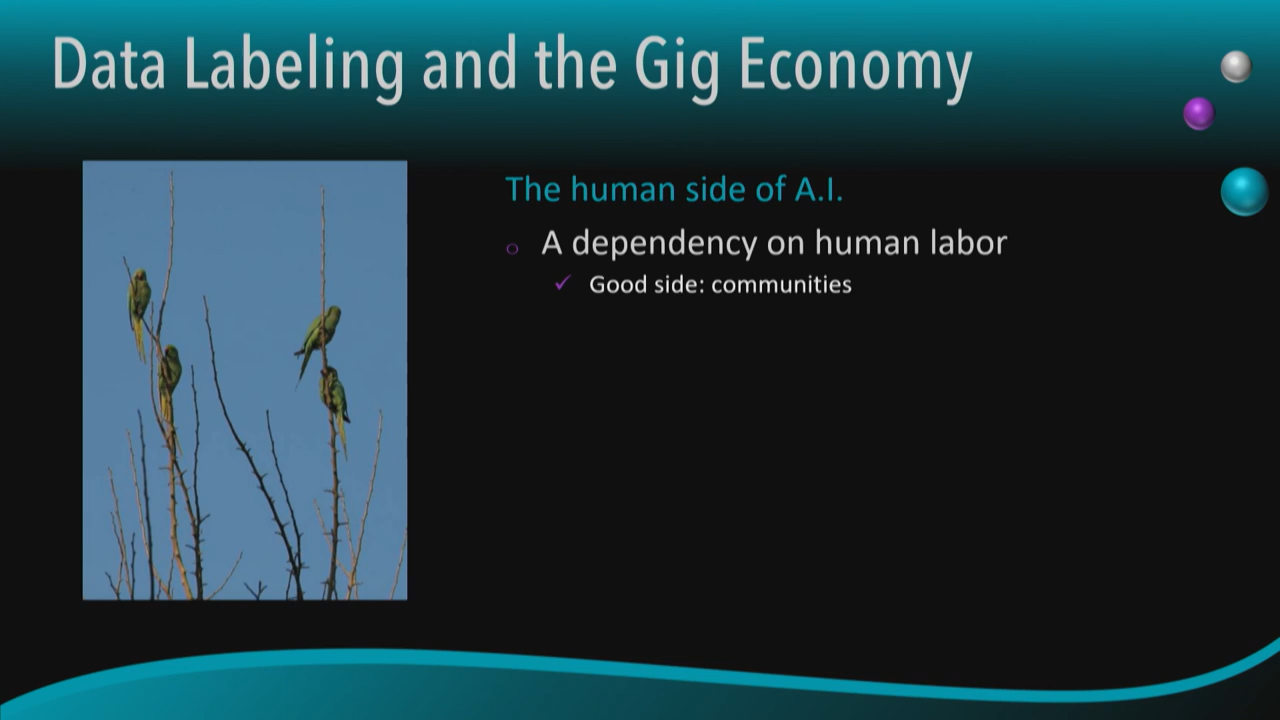 Data Labeling and the Gig Economy
The human side of A.I.
A dependency on human labor
Good side: communities